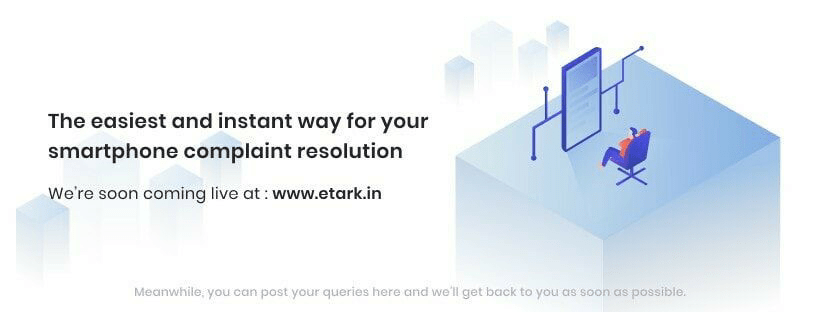 The easiest and instant way for your
smartphone complaint resolution
We're soon coming live at : www.etark.in
Meanwhile, you can post your queries here and we'll get back to you as soon as possible.